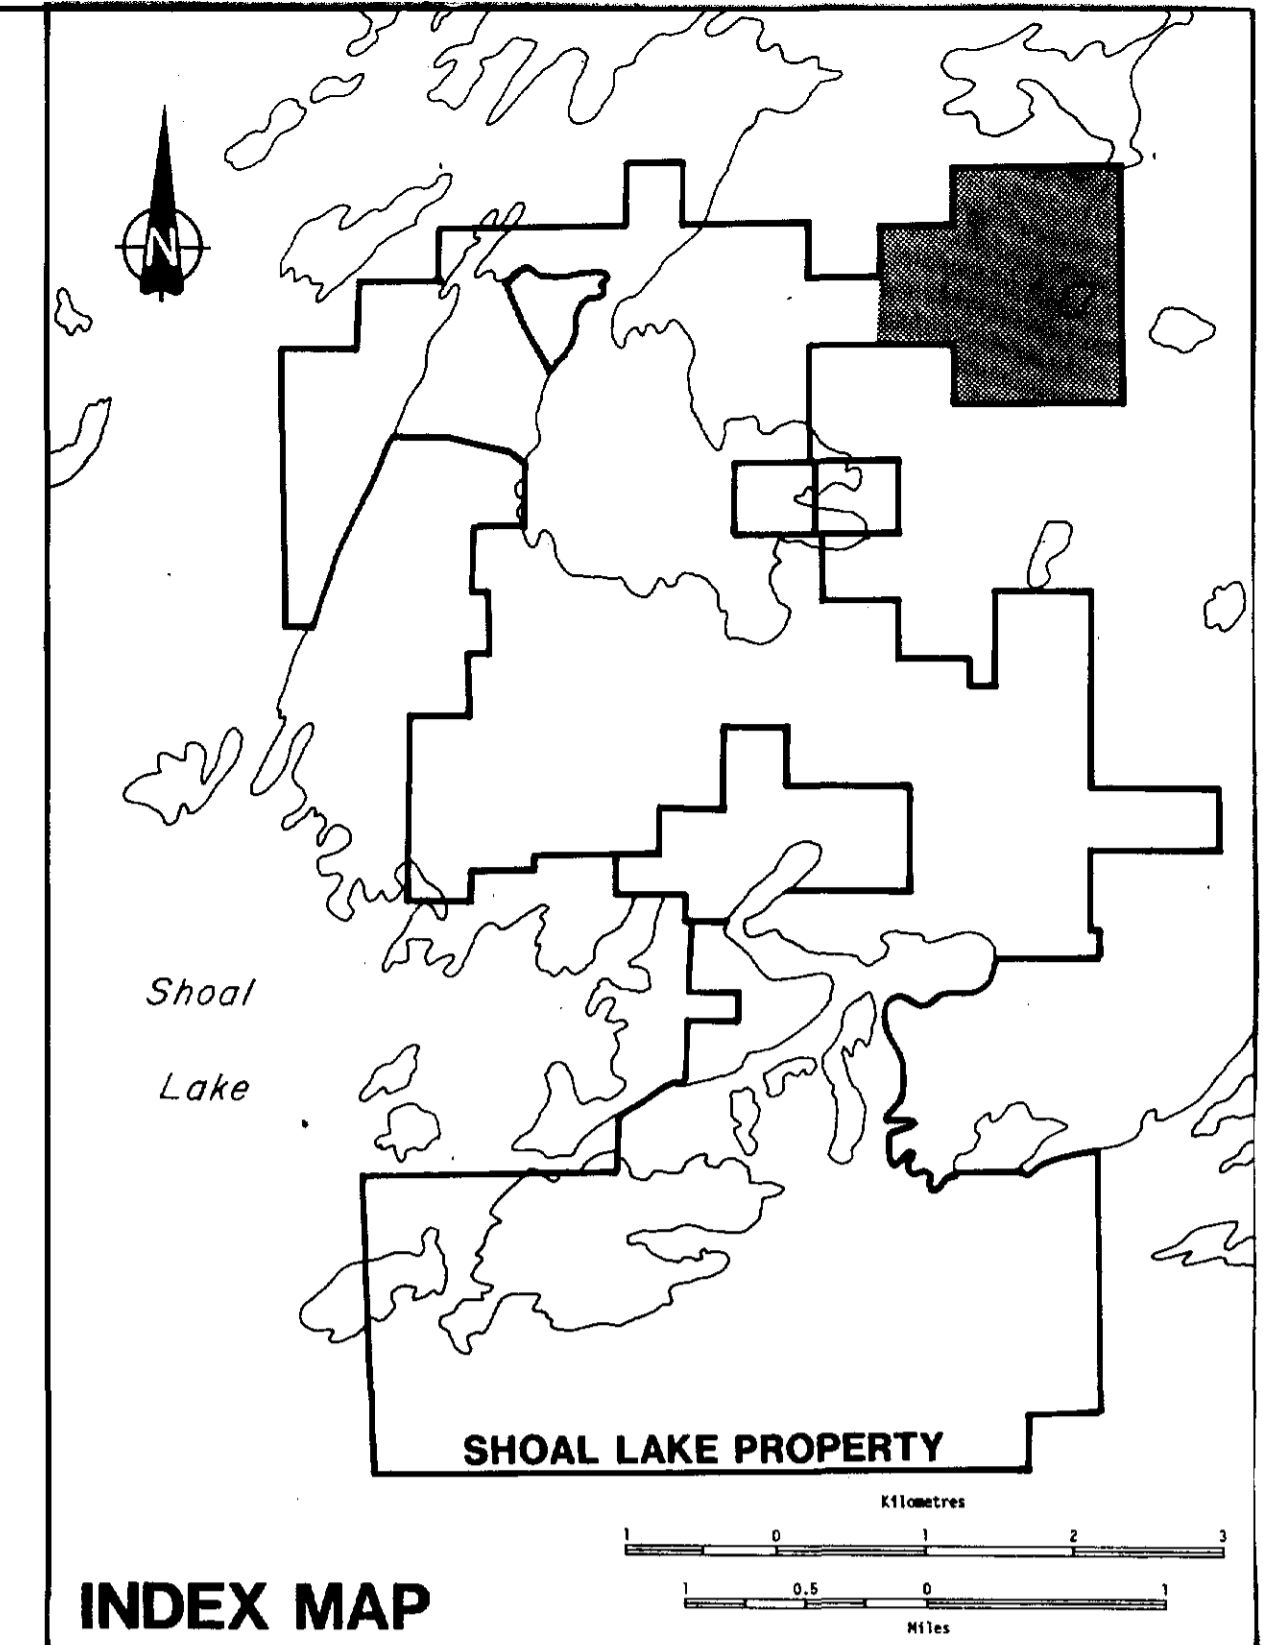 N
Shoal
Lake
SHOAL LAKE PROPERTY
Kilometres
1 0 1 2 3
INDEX MAP
1 0.5 0 1
Miles